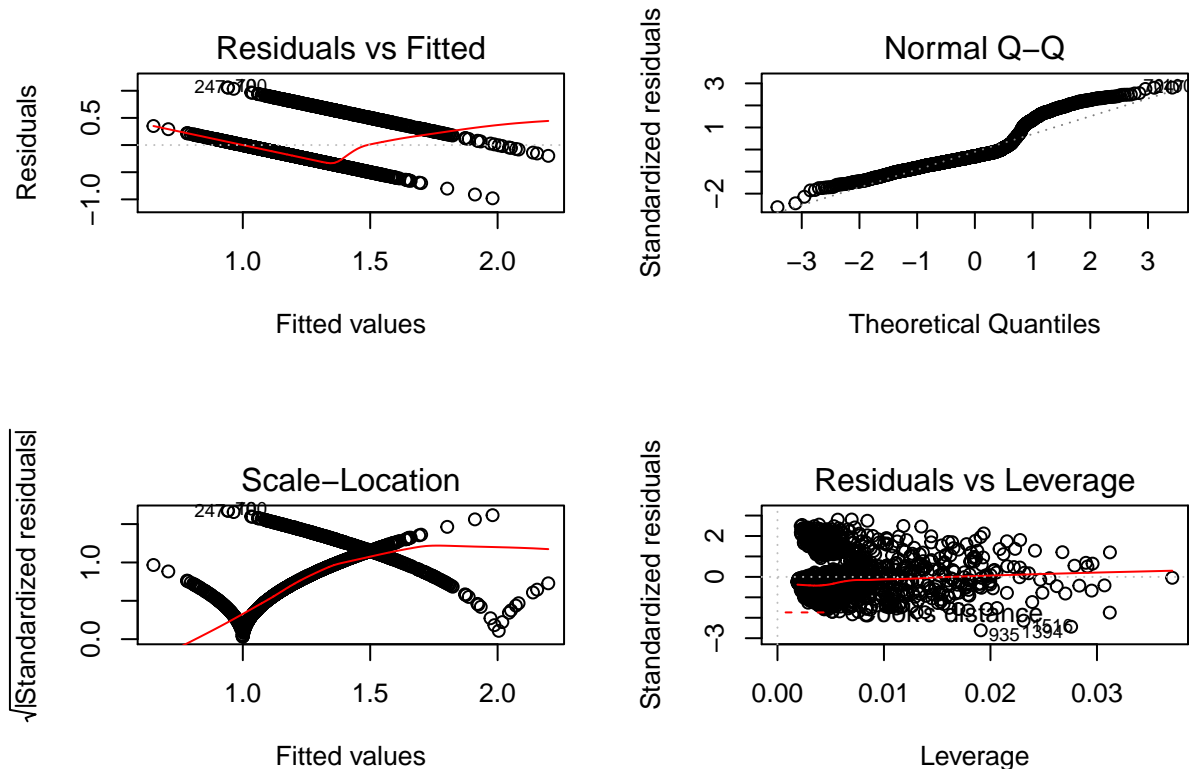 Residuals vs Fitted
Residuals
−1.0 0.5
1.0 1.5 2.0
Fitted values
Normal Q−Q
Standardized residuals
−2 1 3
−3 −2 −1 0 1 2 3
Theoretical Quantiles
Scale−Location
√|Standardized residuals|
0.0 1.0
1.0 1.5 2.0
Fitted values
Residuals vs Leverage
Standardized residuals
−3 0 2
Cook's distance
935 1394 1516
0.00 0.01 0.02 0.03
Leverage